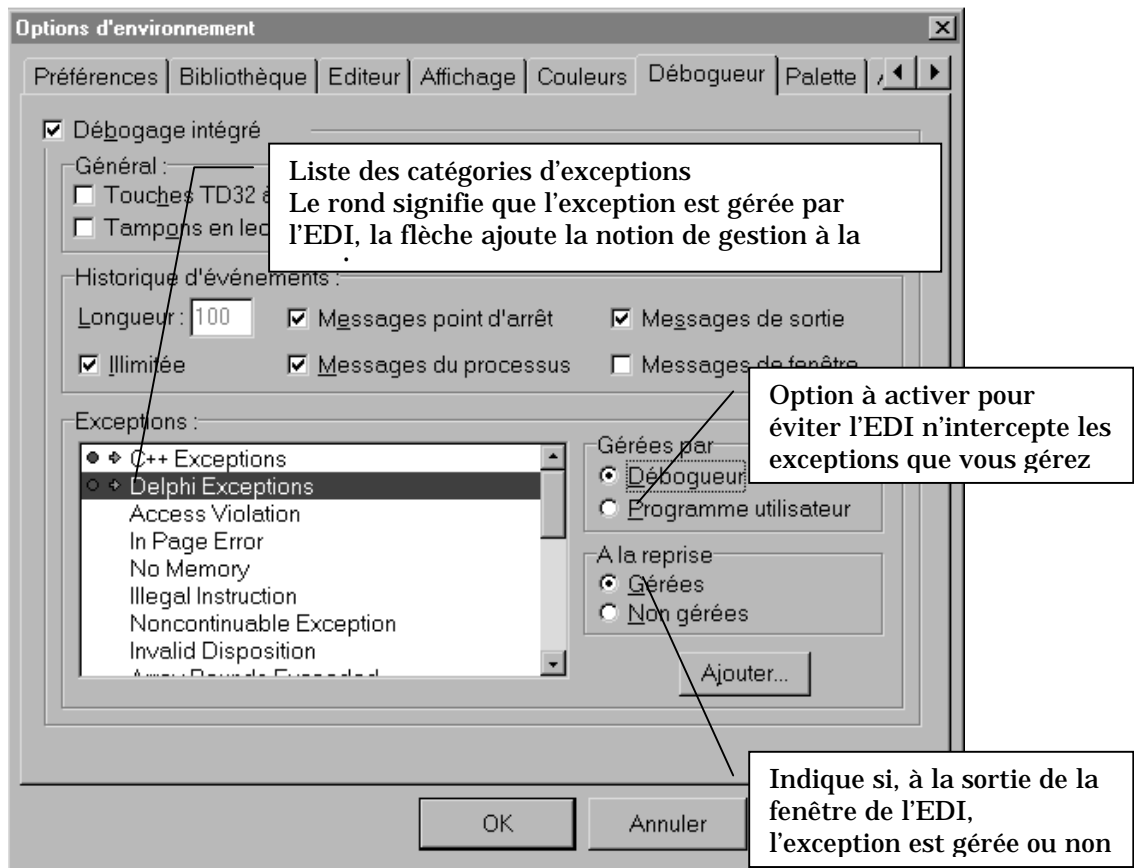 Options d'environnement
Préférences Bibliothèque Editeur Affichage Couleurs Débogueur Palette
Débogage intégré
Général :
Touches TD32
Tampons en lec
Liste des catégories d'exceptions
Le rond signifie que l'exception est gérée par
l'EDI, la flèche ajoute la notion de gestion à la
Historique d'événements :
Longueur : 100
Messages point d'arrêt
Messages de sortie
Illimitée
Messages du processus
Messages de fenêtre
Option à activer pour
éviter l'EDI n'intercepte les
exceptions que vous gérez
Exceptions :
C++ Exceptions
Delphi Exceptions
Access Violation
In Page Error
No Memory
Illegal Instruction
Noncontinuable Exception
Invalid Disposition
Gérées par
Débogueur
Programme utilisateur
A la reprise
Gérées
Non gérées
Ajouter...
Indique si, à la sortie de la
fenêtre de l'EDI,
l'exception est gérée ou non
OK
Annuler